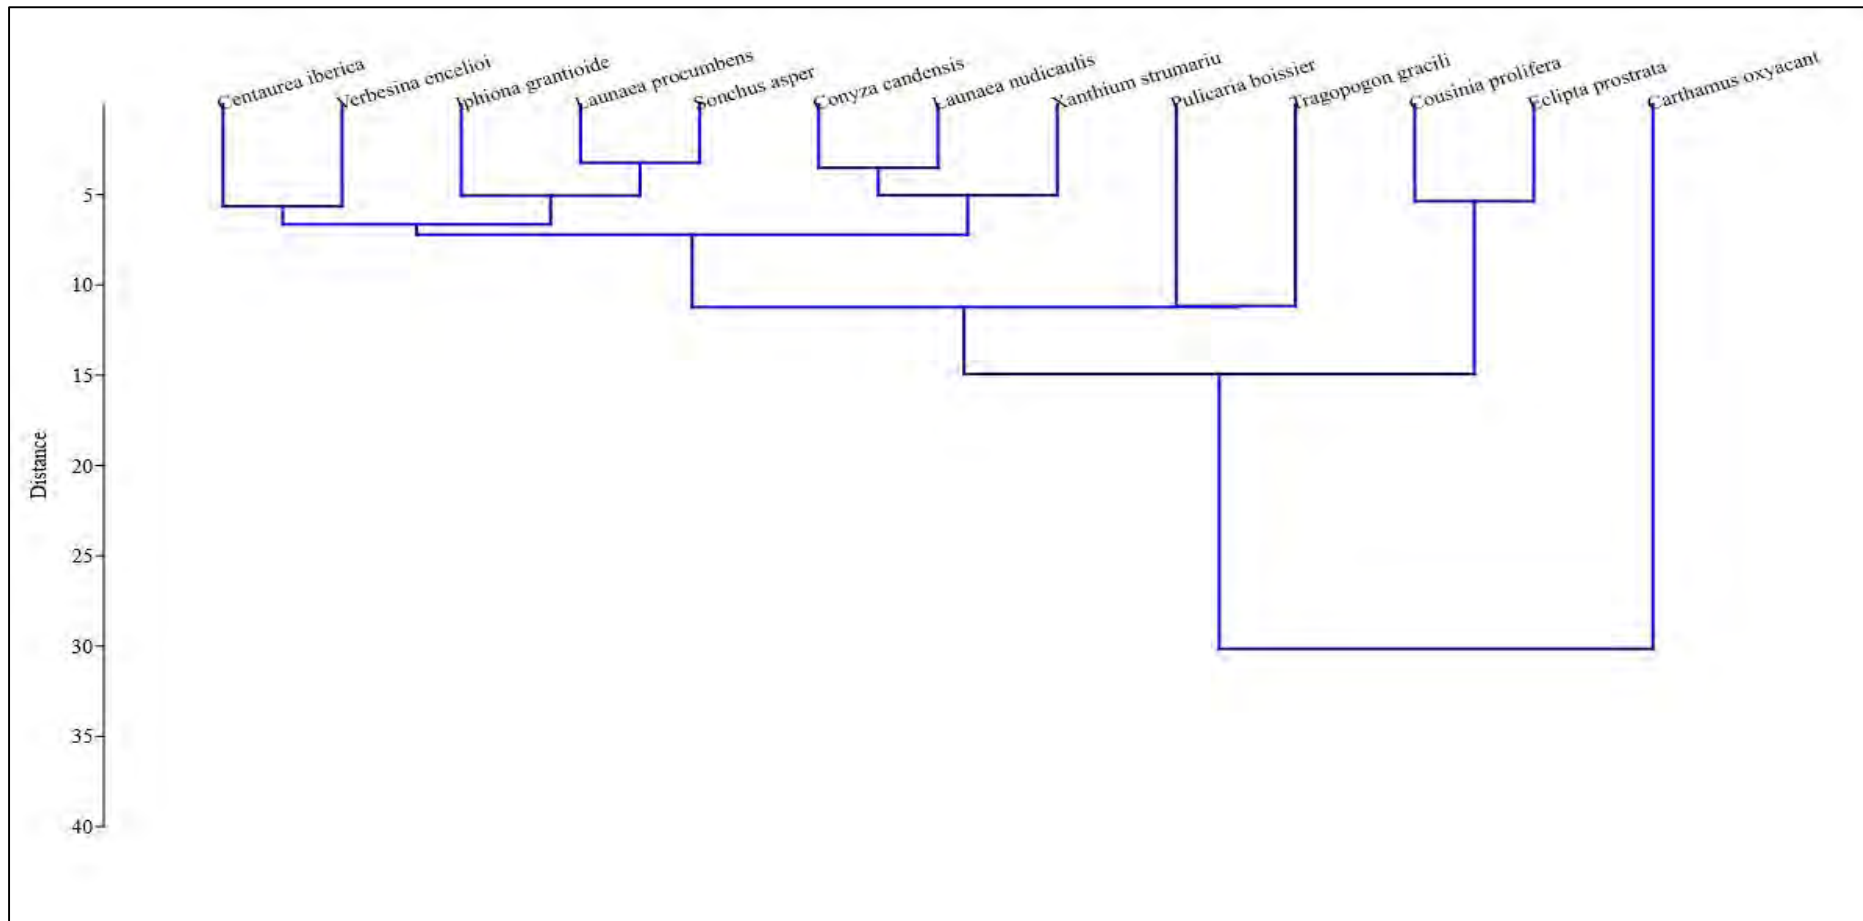 Centaurea iberica
Verbesina encelioi
Iphiona grantioide
Launaea procumbens
Sonchus asper
Conyza candensis
Launaea nudicaulis
Xanthium strumariu
Pulicaria boissier
Tragopogon gracili
Cousinia prolifera
Eclipta prostrata
Carthamus oxyacant
5
10
15
20
25
30
35
40
Distance